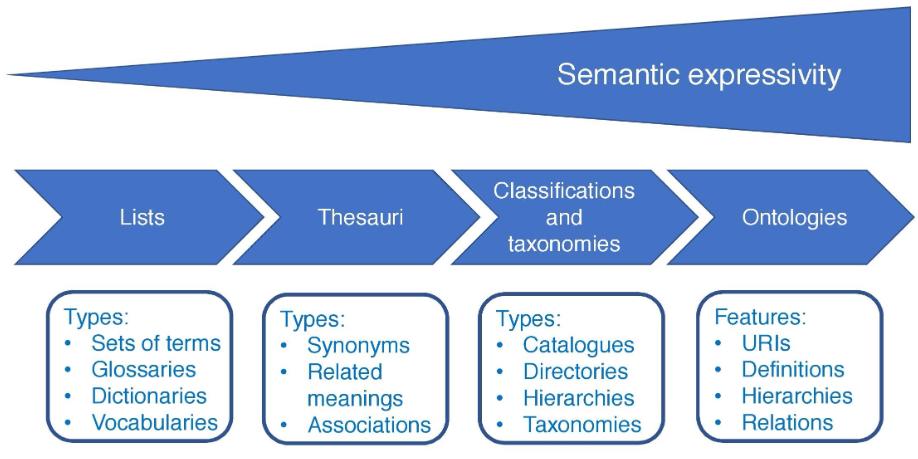 Semantic expressivity
Lists
Thesauri
Classifications
and
taxonomies
Ontologies
Types:
• Sets of terms
• Glossaries
• Dictionaries
• Vocabularies
Types:
• Synonyms
• Related
meanings
• Associations
Types:
• Catalogues
• Directories
• Hierarchies
• Taxonomies
Features:
• URIs
• Definitions
• Hierarchies
• Relations